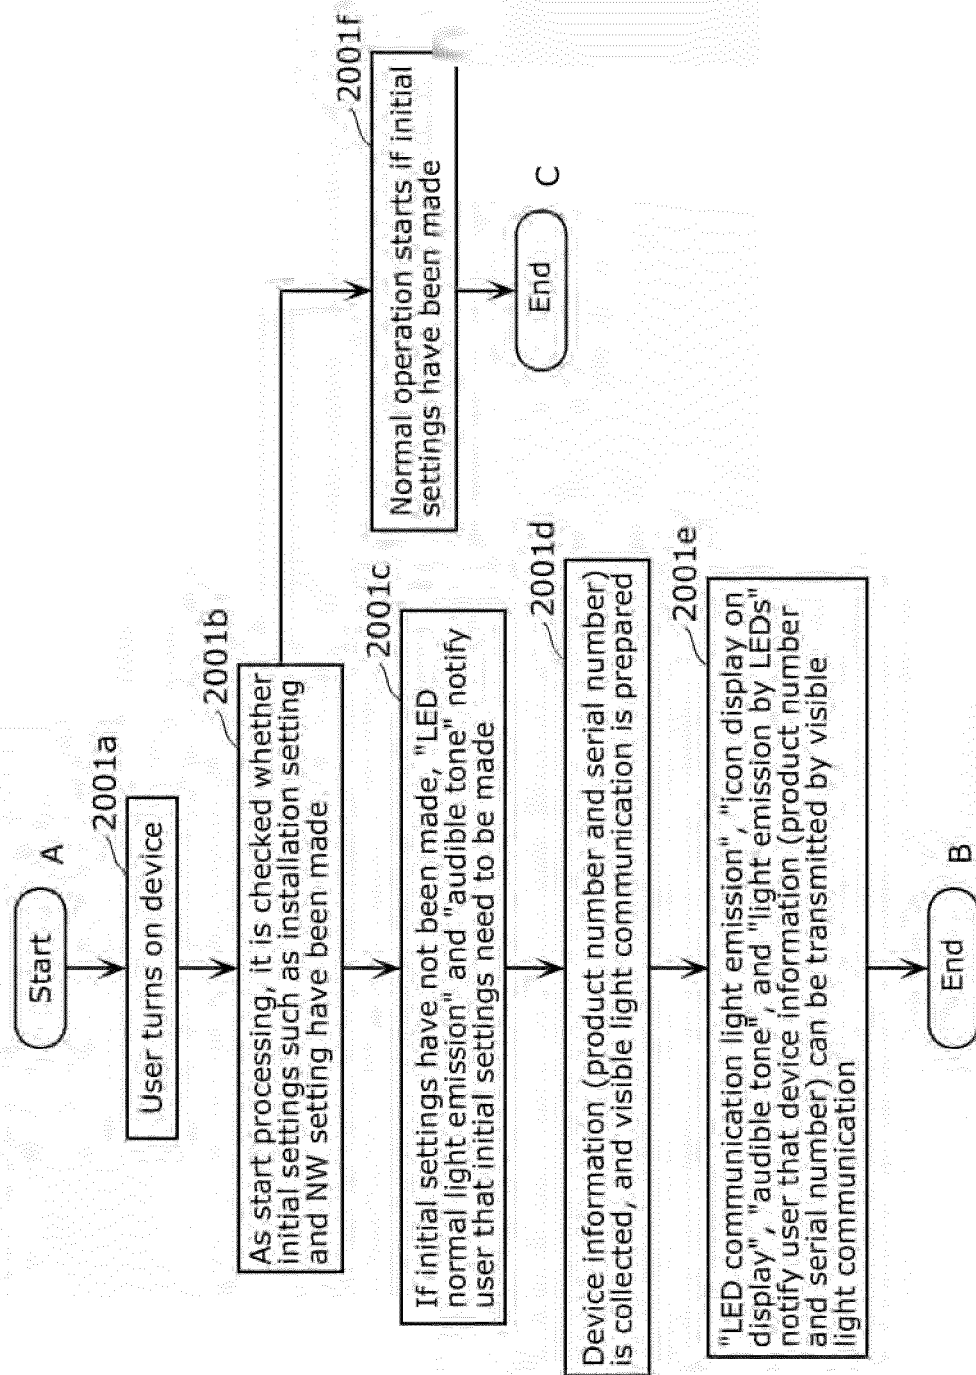 Start
A
2001a
User turns on device
2001b
As start processing, it is checked whether
initial settings such as installation setting
and NW setting have been made
2001c
If initial settings have not been made, "LED
normal light emission" and "audible tone" notify
user that initial settings need to be made
2001d
Device information (product number and serial number)
is collected, and visible light communication is prepared
2001e
"LED communication light emission", "icon display on
display", "audible tone", and "light emission by LEDs"
notify user that device information (product number
and serial number) can be transmitted by visible
light communication
End
B
2001f
Normal operation starts if initial
settings have been made
End
C